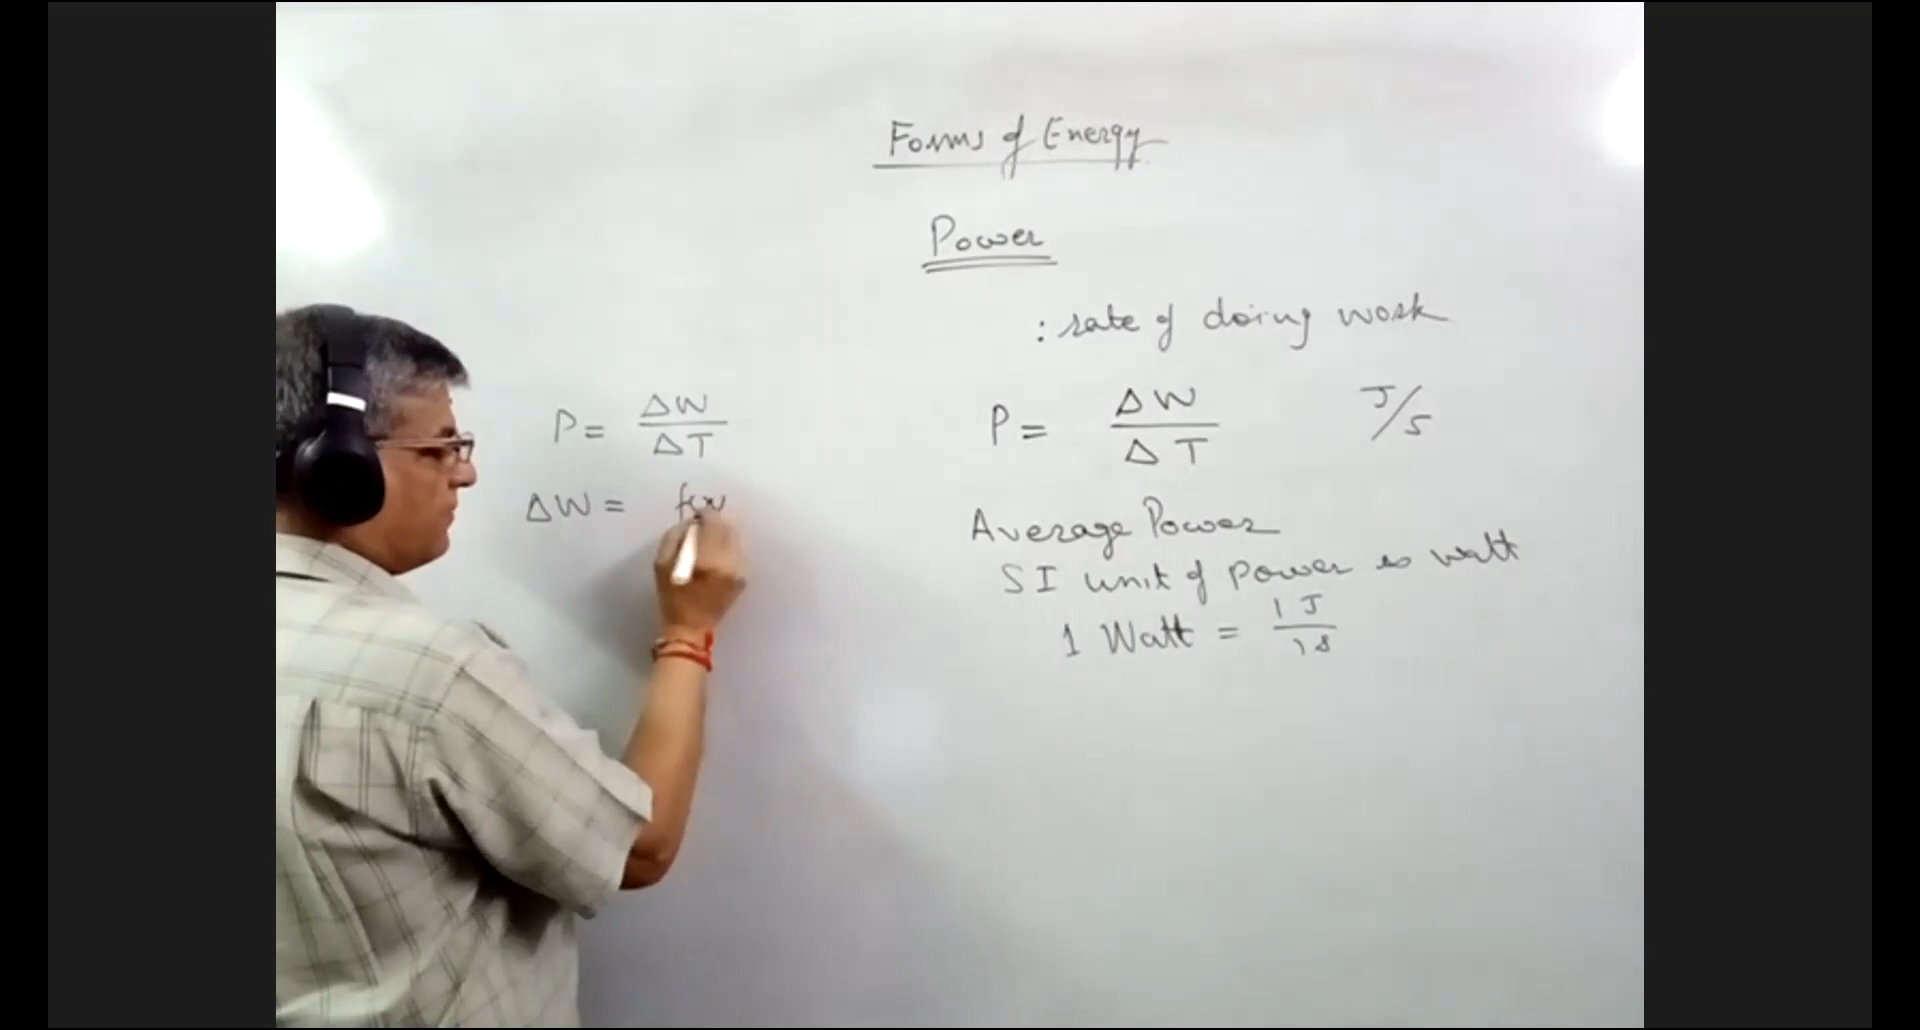 Forms of Energy
Power
: rate of doing work
P = ΔW / ΔT J/s
Average Power
SI unit of power is watt
1 Watt = 1 J / 1 s
P = ΔW / ΔT
ΔW =